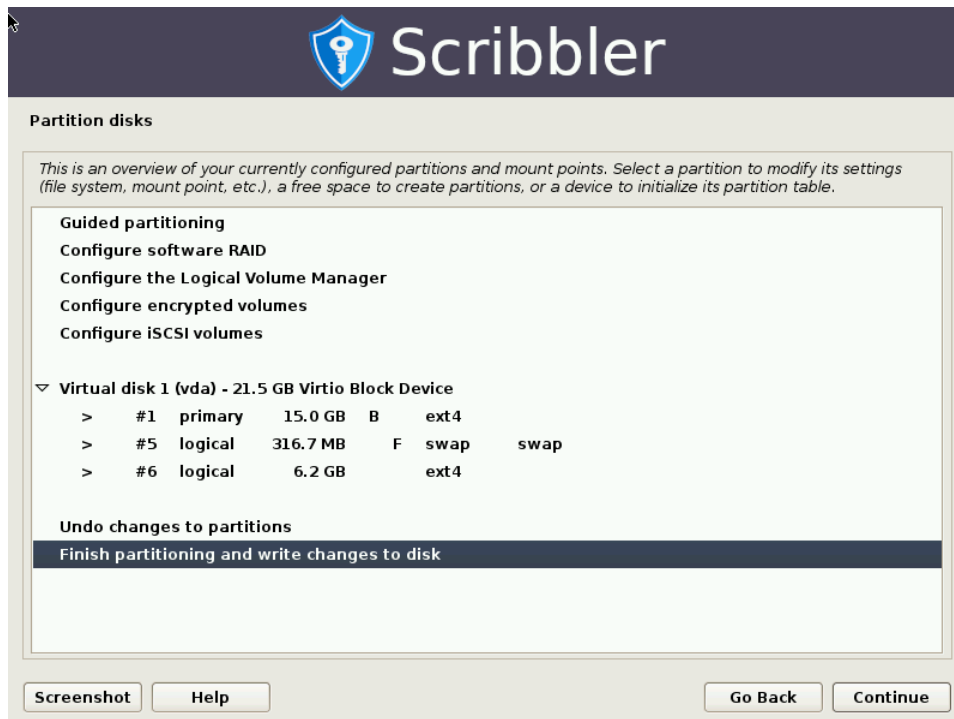 Scribbler
Partition disks
This is an overview of your currently configured partitions and mount points. Select a partition to modify its settings
(file system, mount point, etc.), a free space to create partitions, or a device to initialize its partition table.
Guided partitioning
Configure software RAID
Configure the Logical Volume Manager
Configure encrypted volumes
Configure iSCSI volumes
Virtual disk 1 (vda) - 21.5 GB Virtio Block Device
> #1 primary 15.0 GB B ext4
> #5 logical 316.7 MB F swap swap
> #6 logical 6.2 GB ext4
Undo changes to partitions
Finish partitioning and write changes to disk
Screenshot Help Go Back Continue